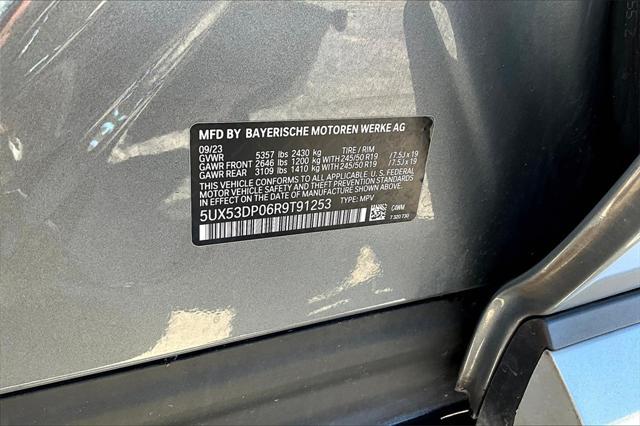 MFD BY BAYERISCHE MOTOREN WERKE AG
09/23
GVWR 5357 lbs 2430 kg TIRE / RIM
GAWR FRONT 2646 lbs 1200 kg WITH 245/50 R19 /7.5J x 19
GAWR REAR 3109 lbs 1410 kg WITH 245/50 R19 /7.5J x 19
THIS VEHICLE CONFORMS TO ALL APPLICABLE U.S. FEDERAL
MOTOR VEHICLE SAFETY AND THEFT PREVENTION STANDARDS
IN EFFECT ON THE DATE OF MANUFACTURE SHOWN ABOVE.
5UX53DP06R9T91253 TYPE: MPV
7 320 730